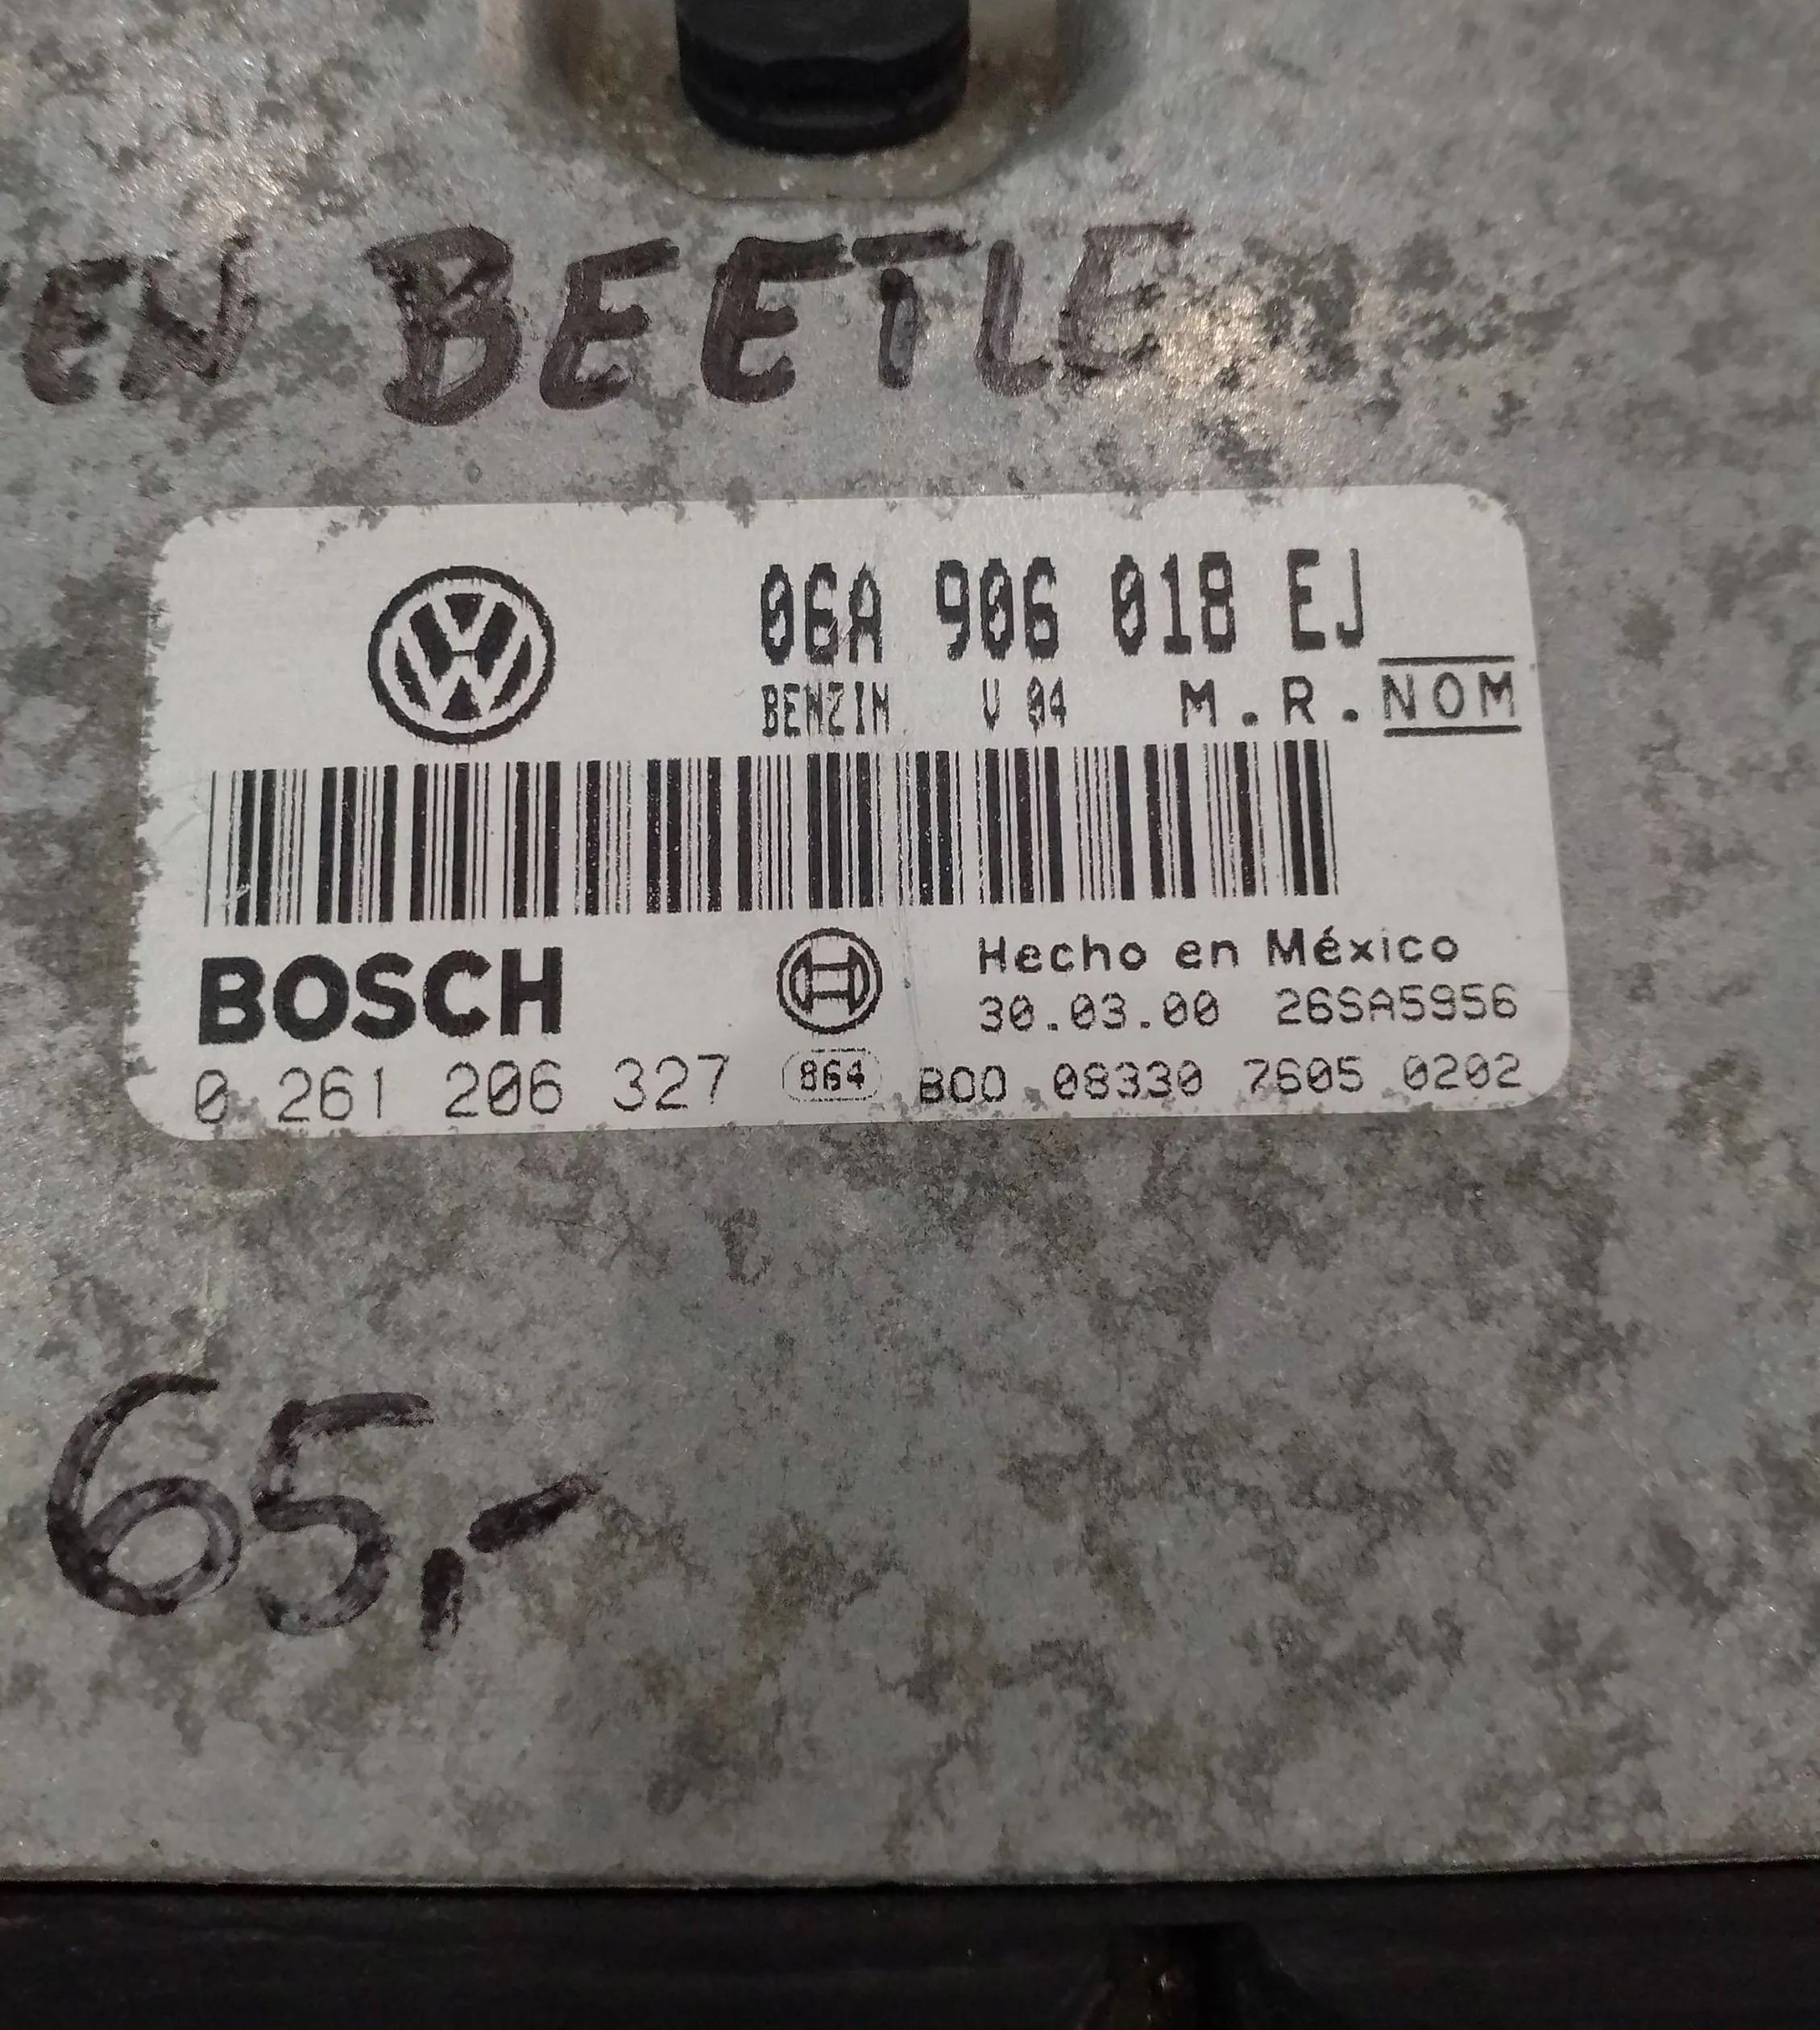 EN BEETLE
06A 906 018 EJ
BENZIN V 04 M.R.NOM
BOSCH Hecho en México
30.03.00 26SA5956
0 261 206 327 864 BOO 08330 7605 0202
65,-